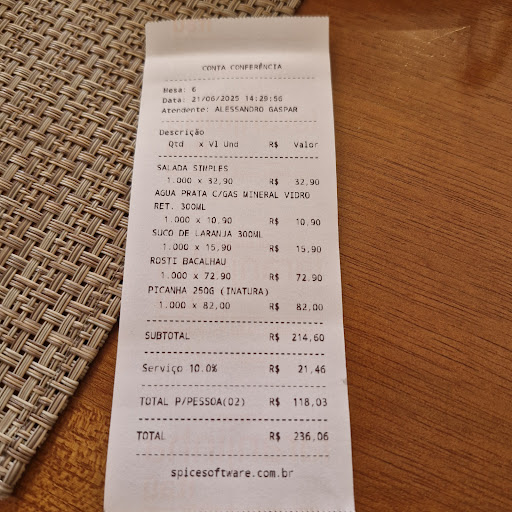 CONTA CONFERÊNCIA
Mesa: 6
Data: 21/06/2025 14:29:56
Atendente: ALESSANDRO GASPAR
Descrição
Qtd x Vl Und R$ Valor
SALADA SIMPLES
1.000 x 32,90 R$ 32,90
AGUA PRATA C/GAS MINERAL VIDRO
RET. 300ML
1.000 x 10,90 R$ 10,90
SUCO DE LARANJA 300ML
1.000 x 15,90 R$ 15,90
ROSTI BACALHAU
1.000 x 72,90 R$ 72,90
PICANHA 250G (INATURA)
1.000 x 82,00 R$ 82,00
SUBTOTAL R$ 214,60
Serviço 10.0% R$ 21,46
TOTAL P/PESSOA(02) R$ 118,03
TOTAL R$ 236,06
spicesoftware.com.br